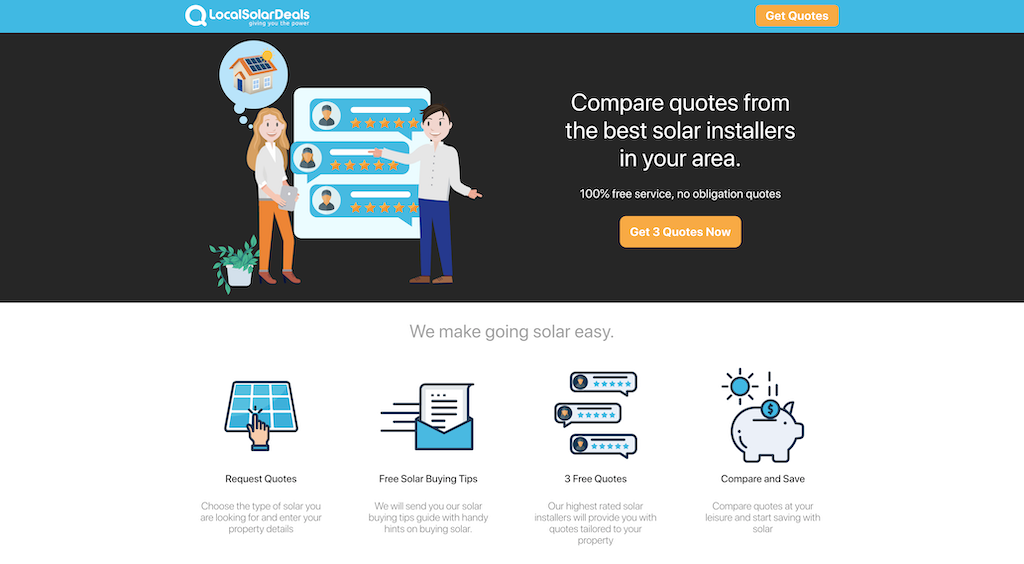 LocalSolarDeals
giving you the power
Get Quotes
Compare quotes from
the best solar installers
in your area.
100% free service, no obligation quotes
Get 3 Quotes Now
We make going solar easy.
Request Quotes
Choose the type of solar you
are looking for and enter your
property details
Free Solar Buying Tips
We will send you our solar
buying tips guide with handy
hints on buying solar.
3 Free Quotes
Our highest rated solar
installers will provide you with
quotes tailored to your
property
$
Compare and Save
Compare quotes at your
leisure and start saving with
solar